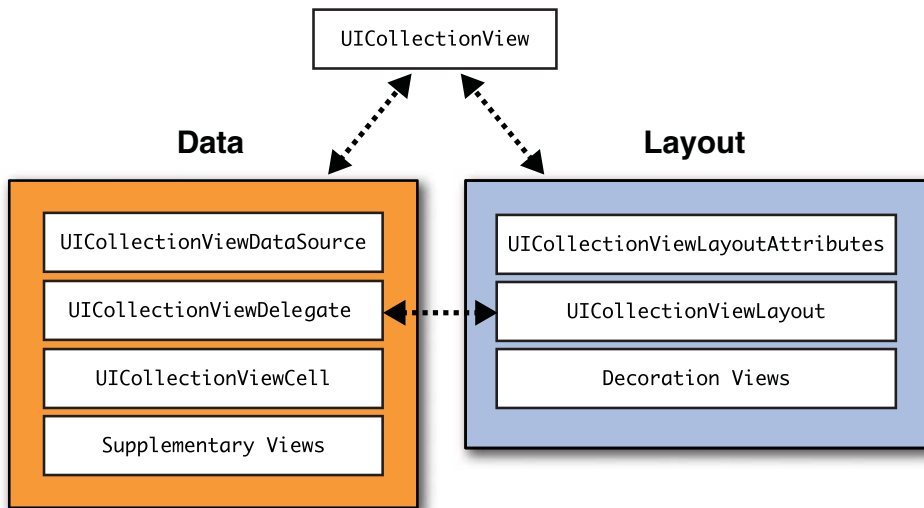 UICollectionView
Data
Layout
UICollectionViewDataSource
UICollectionViewDelegate
UICollectionViewCell
Supplementary Views
UICollectionViewLayoutAttributes
UICollectionViewLayout
Decoration Views